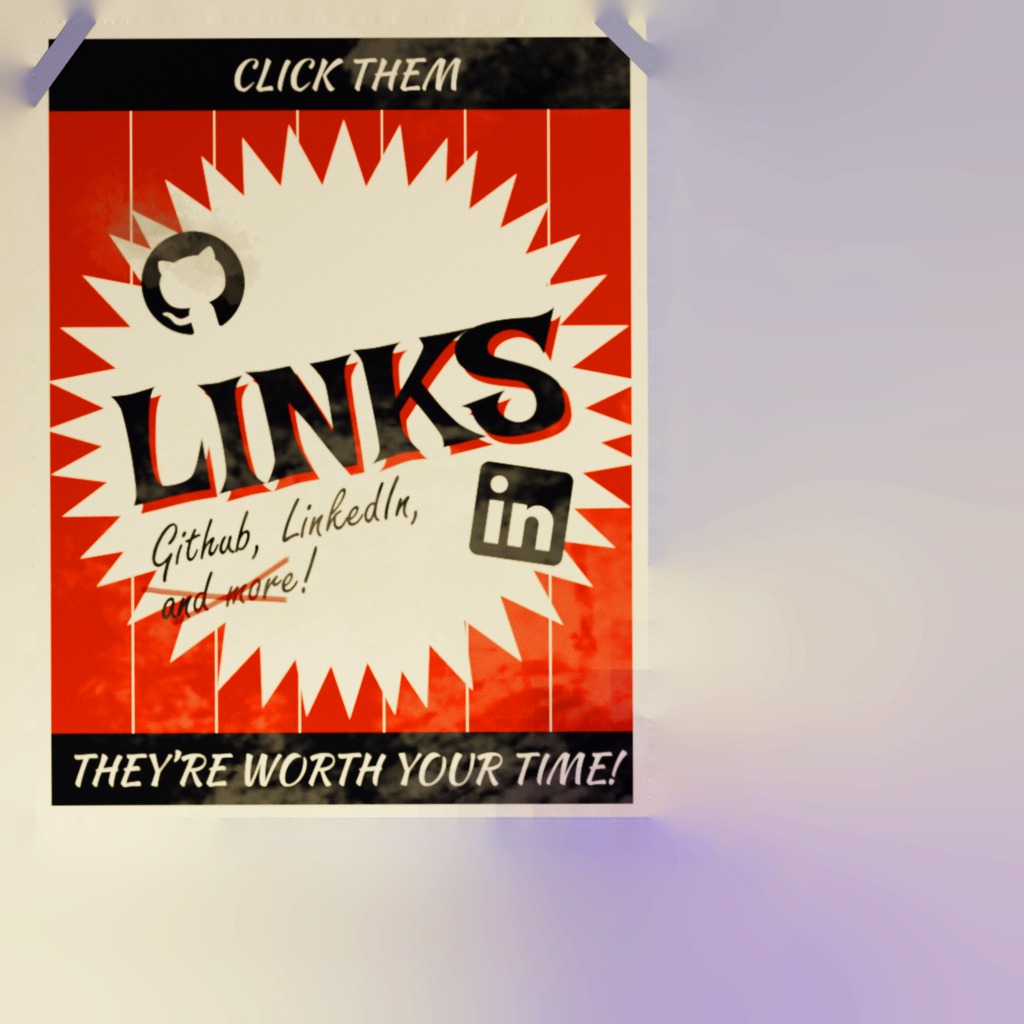 CLICK THEM
LINKS
Github, LinkedIn,
and more!
in
THEY'RE WORTH YOUR TIME!